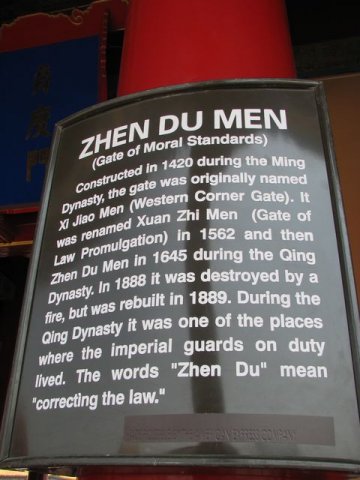 ZHEN DU MEN
(Gate of Moral Standards)
Constructed in 1420 during the Ming
Dynasty, the gate was originally named
Xi Jiao Men (Western Corner Gate). It
was renamed Xuan Zhi Men (Gate of
Law Promulgation) in 1562 and then
Zhen Du Men in 1645 during the Qing
Dynasty. In 1888 it was destroyed by a
fire, but was rebuilt in 1889. During the
Qing Dynasty it was one of the places
where the imperial guards on duty
lived. The words "Zhen Du" mean
"correcting the law."
EXPRESS COMPANY